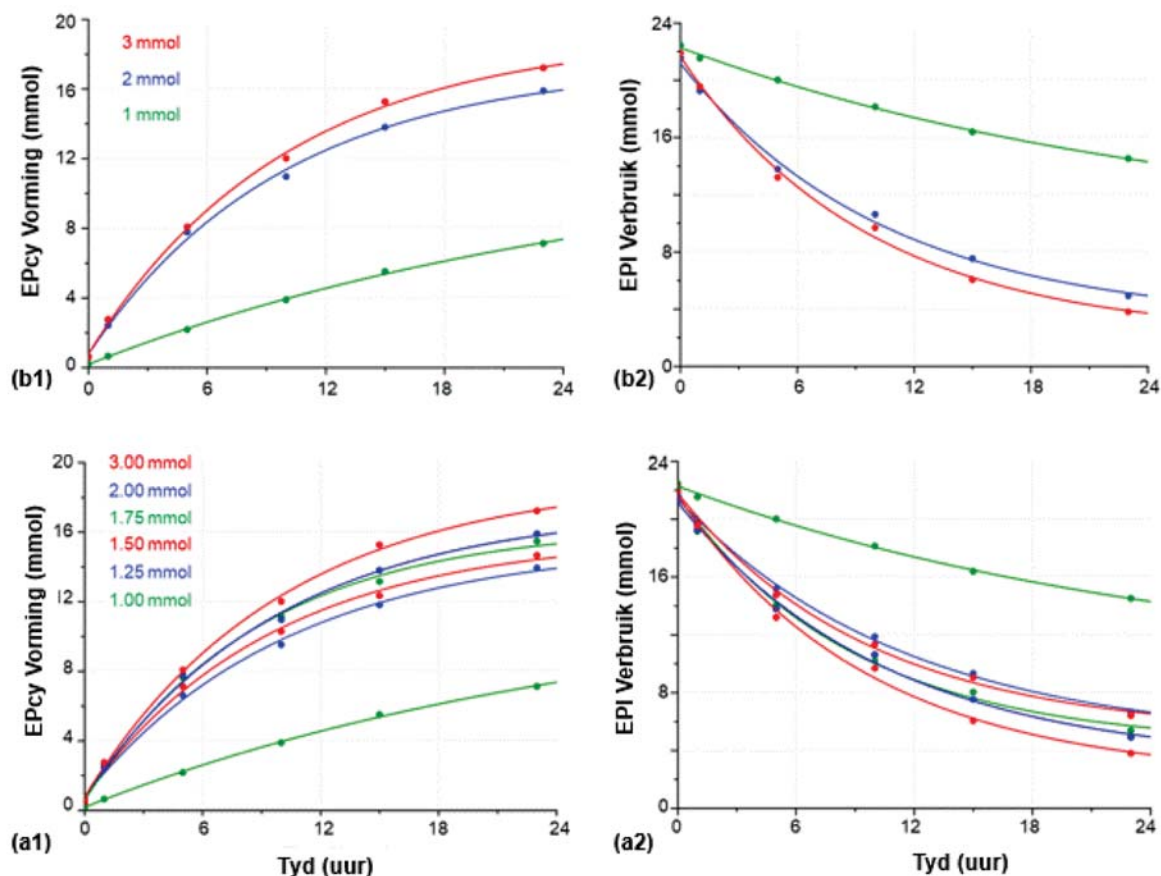 20
16
12
8
4
0
3 mmol
2 mmol
1 mmol
EPcy Vorming (mmol)
0
6
12
18
24
(b1)
24
16
8
0
EPI Verbruik (mmol)
0
6
12
18
24
(b2)
20
16
12
8
4
0
3.00 mmol
2.00 mmol
1.75 mmol
1.50 mmol
1.25 mmol
1.00 mmol
EPcy Vorming (mmol)
0
6
12
18
24
(a1)
Tyd (uur)
24
16
8
0
EPI Verbruik (mmol)
0
6
12
18
24
(a2)
Tyd (uur)